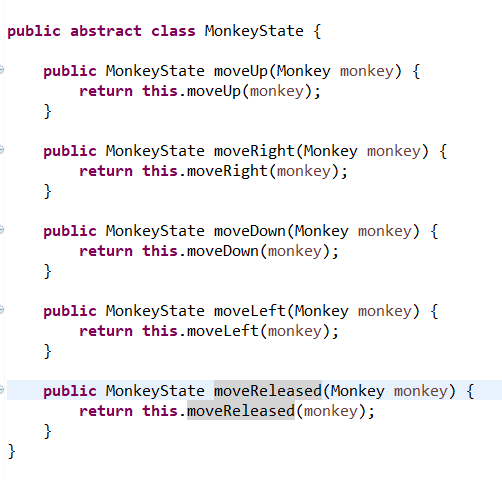 public abstract class MonkeyState {
public MonkeyState moveUp(Monkey monkey) {
return this.moveUp(monkey);
}
public MonkeyState moveRight(Monkey monkey) {
return this.moveRight(monkey);
}
public MonkeyState moveDown(Monkey monkey) {
return this.moveDown(monkey);
}
public MonkeyState moveLeft(Monkey monkey) {
return this.moveLeft(monkey);
}
public MonkeyState moveReleased(Monkey monkey) {
return this.moveReleased(monkey);
}
}